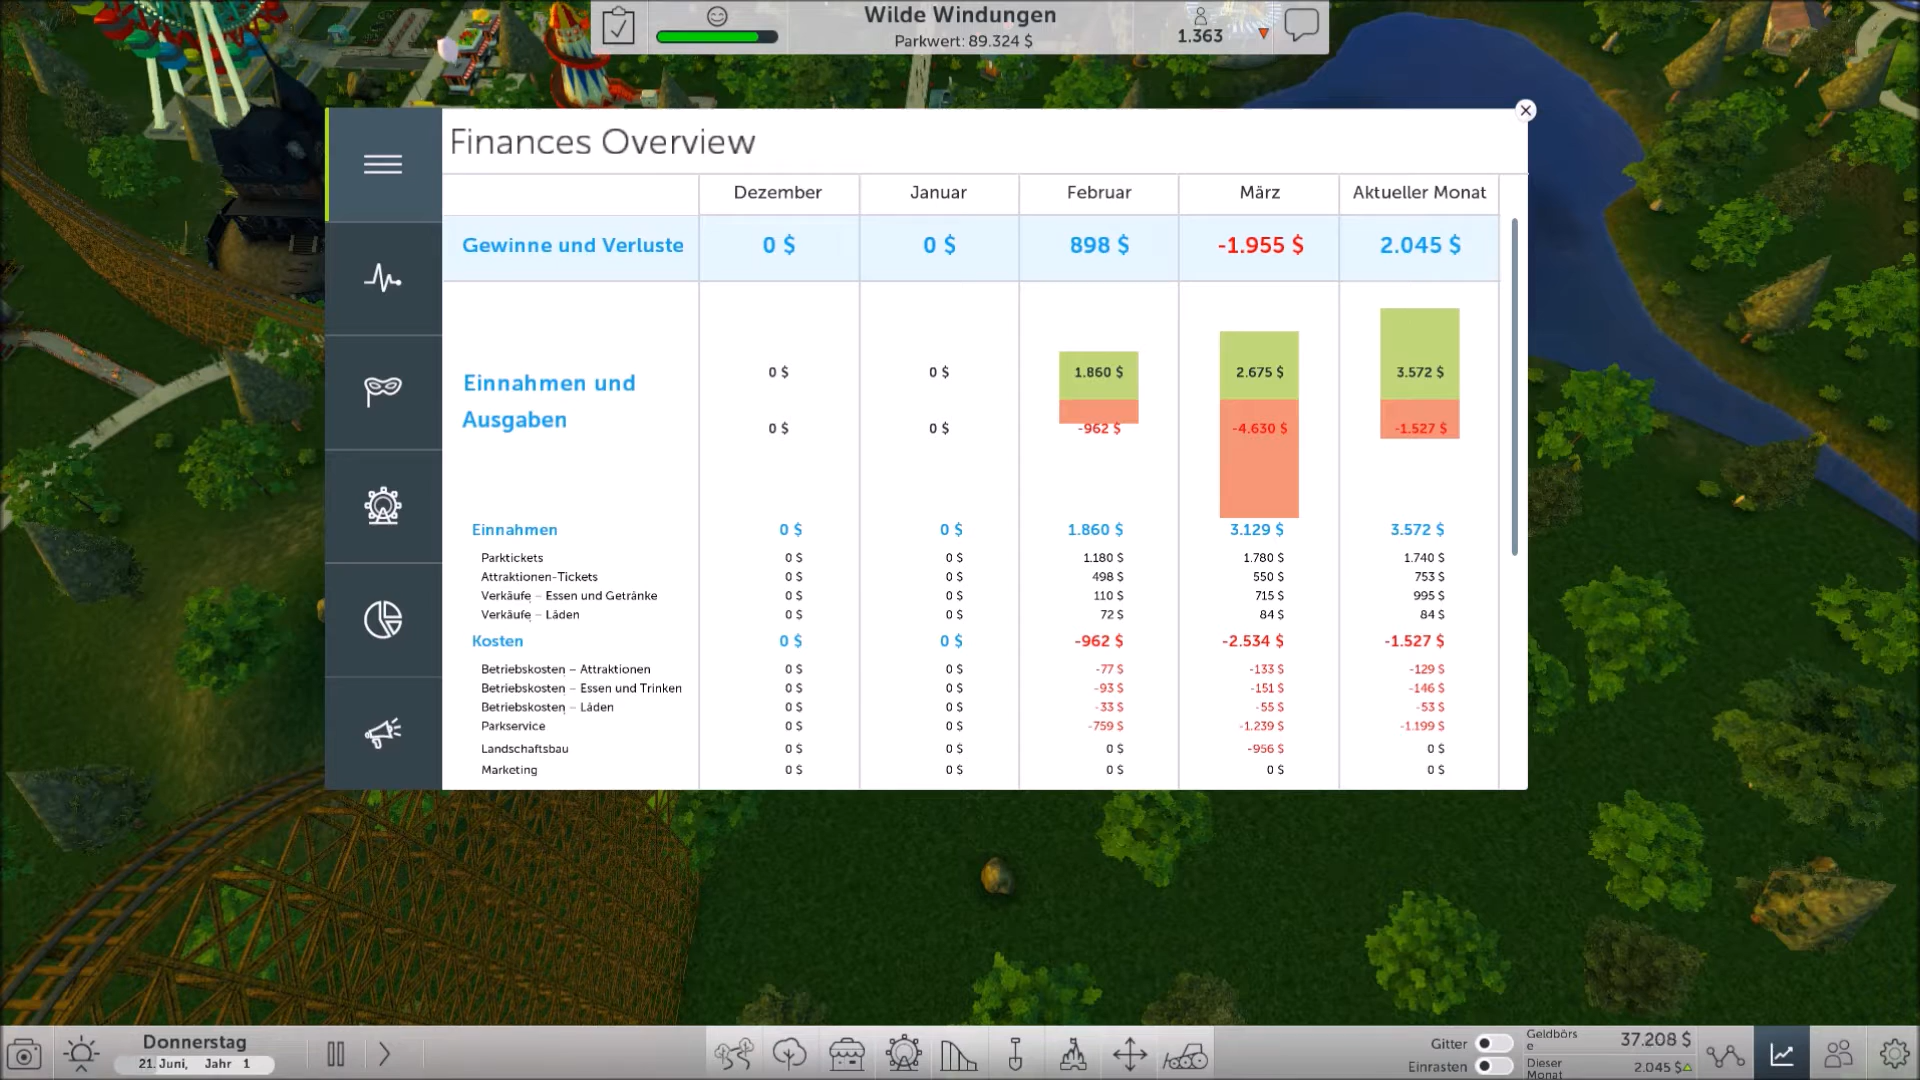 Wilde Windungen
Parkwert: 89.324 $
1.363
Finances Overview
Dezember Januar Februar März Aktueller Monat
Gewinne und Verluste 0 $ 0 $ 898 $ -1.955 $ 2.045 $
Einnahmen und
Ausgaben
0 $ 0 $ 1.860 $ 2.675 $ 3.572 $
0 $ 0 $ -962 $ -4.630 $ -1.527 $
Einnahmen 0 $ 0 $ 1.860 $ 3.129 $ 3.572 $
Parktickets 0 $ 0 $ 1.180 $ 1.780 $ 1.740 $
Attraktionen-Tickets 0 $ 0 $ 498 $ 550 $ 753 $
Verkäufe – Essen und Getränke 0 $ 0 $ 110 $ 715 $ 995 $
Verkäufe – Läden 0 $ 0 $ 72 $ 84 $ 84 $
Kosten 0 $ 0 $ -962 $ -2.534 $ -1.527 $
Betriebskosten – Attraktionen 0 $ 0 $ -77 $ -133 $ -129 $
Betriebskosten – Essen und Trinken 0 $ 0 $ -93 $ -151 $ -146 $
Betriebskosten – Läden 0 $ 0 $ -33 $ -55 $ -53 $
Parkservice 0 $ 0 $ -759 $ -1.239 $ -1.199 $
Landschaftsbau 0 $ 0 $ 0 $ -956 $ 0 $
Marketing 0 $ 0 $ 0 $ 0 $ 0 $
Donnerstag
21. Juni, Jahr 1
Gitter
Einrasten
Geldbörs
e
37.208 $
Dieser
Monat
2.045 $